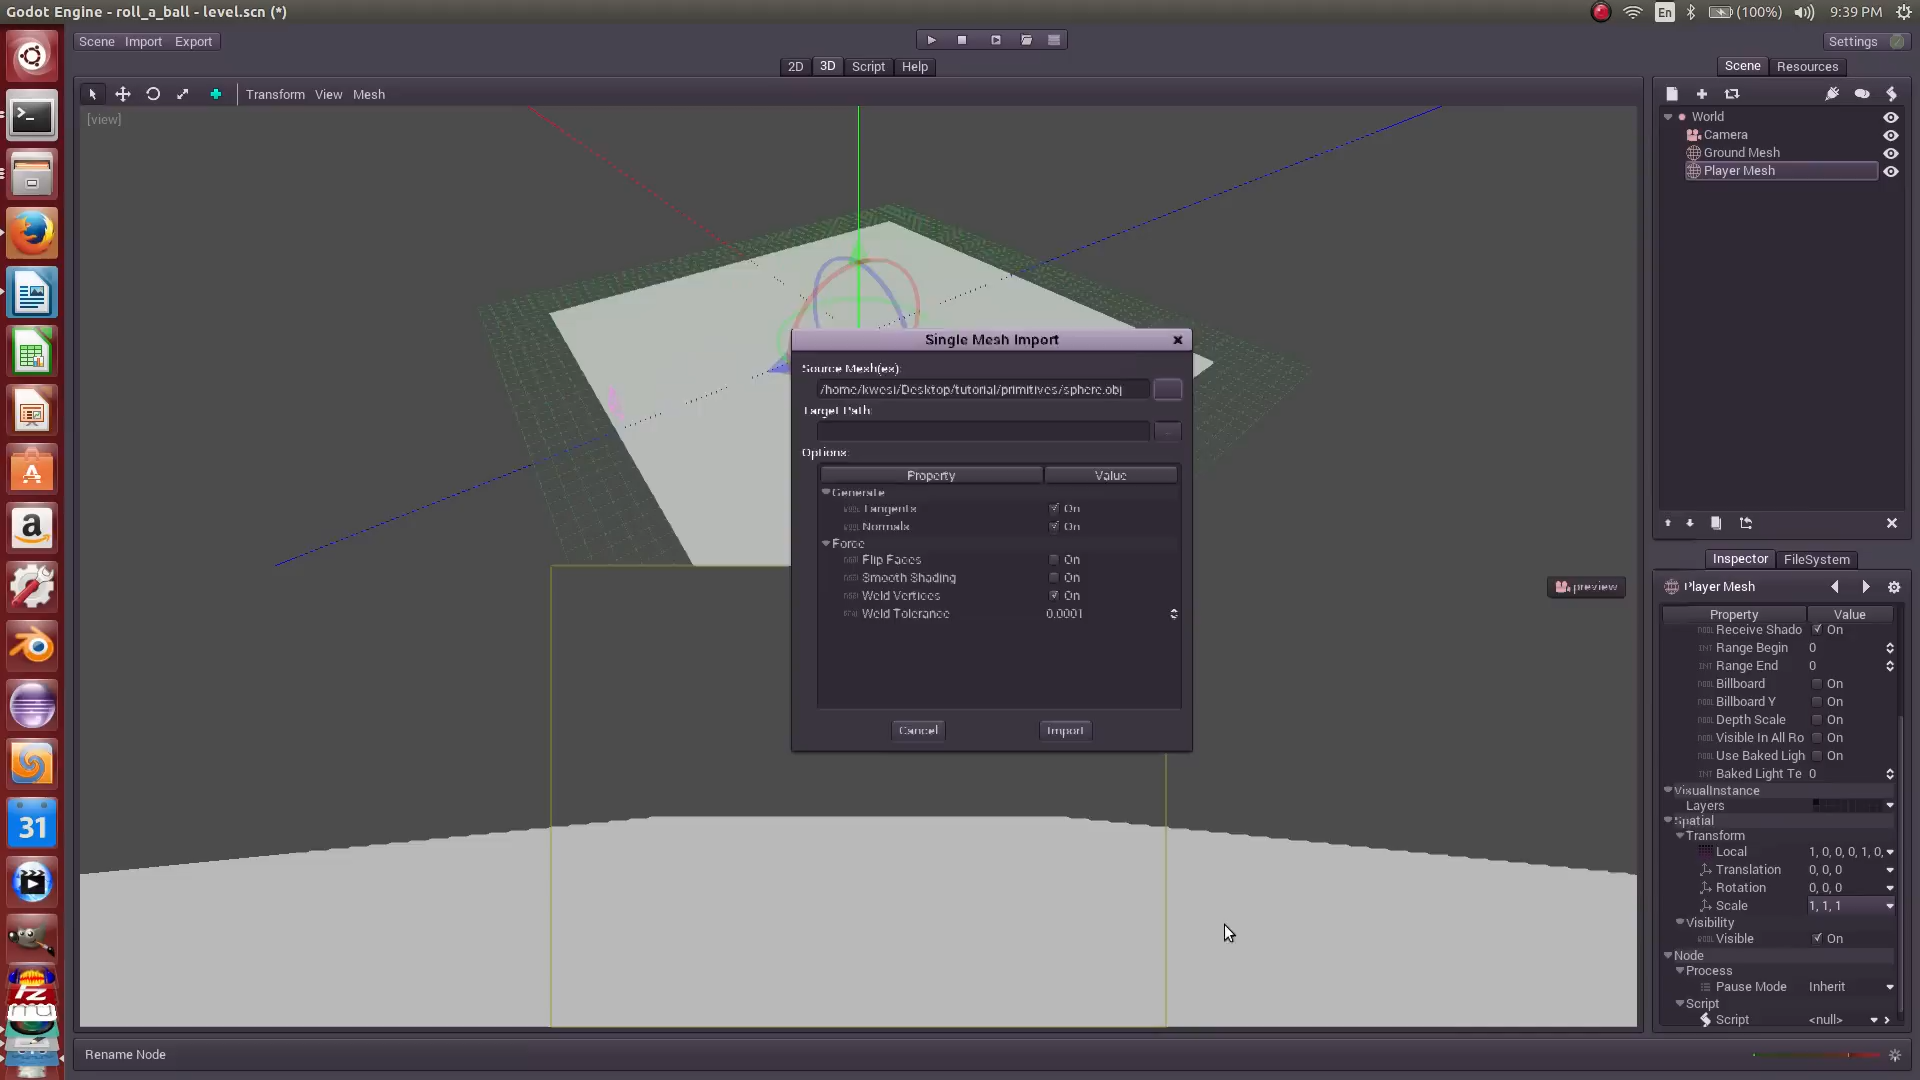 Godot Engine - roll_a_ball - level.scn (*)
En
(100%)
9:39 PM
Scene Import Export
Settings
2D 3D Script Help
Scene Resources
Transform View Mesh
[view]
World
Camera
Ground Mesh
Player Mesh
Single Mesh Import
Source Mesh(es):
/home/kwesi/Desktop/tutorial/primitives/sphere.obj
Target Path:
Options:
Property Value
Generate
Tangents On
Normals On
Force
Flip Faces On
Smooth Shading On
Weld Vertices On
Weld Tolerance 0.0001
Cancel Import
preview
Inspector FileSystem
Player Mesh
Property Value
Receive Shado On
Range Begin 0
Range End 0
Billboard On
Billboard Y On
Depth Scale On
Visible In All Ro On
Use Baked Ligh On
Baked Light Te 0
VisualInstance
Layers
Spatial
Transform
Local 1, 0, 0, 0, 1, 0,
Translation 0, 0, 0
Rotation 0, 0, 0
Scale 1, 1, 1
Visibility
Visible On
Node
Process
Pause Mode Inherit
Script
Script <null>
Rename Node
a
31
Fz